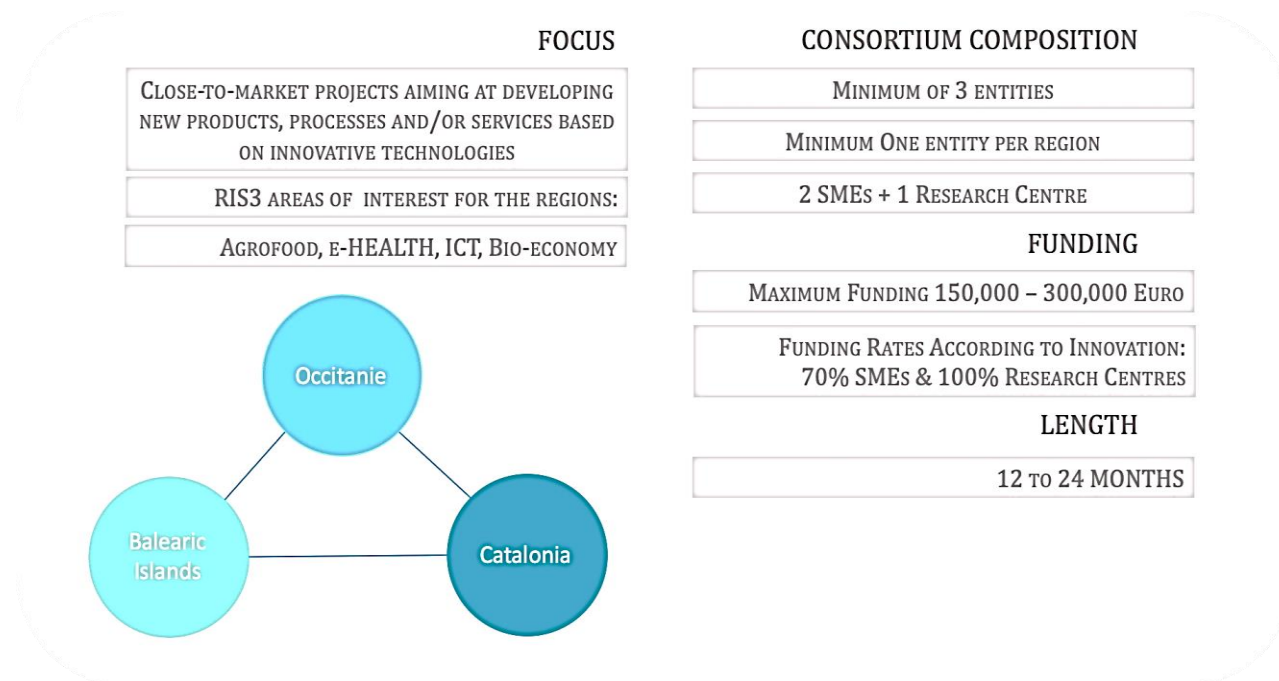 FOCUS
Close-to-market projects aiming at developing
new products, processes and/or services based
on innovative technologies
RIS3 areas of interest for the regions:
Agrofood, e-HEALTH, ICT, Bio-economy
Occitanie
Balearic
Islands
Catalonia
CONSORTIUM COMPOSITION
Minimum of 3 entities
Minimum One entity per region
2 SMEs + 1 Research Centre
FUNDING
Maximum Funding 150,000 – 300,000 Euro
Funding Rates According to Innovation:
70% SMEs & 100% Research Centres
LENGTH
12 to 24 MONTHS